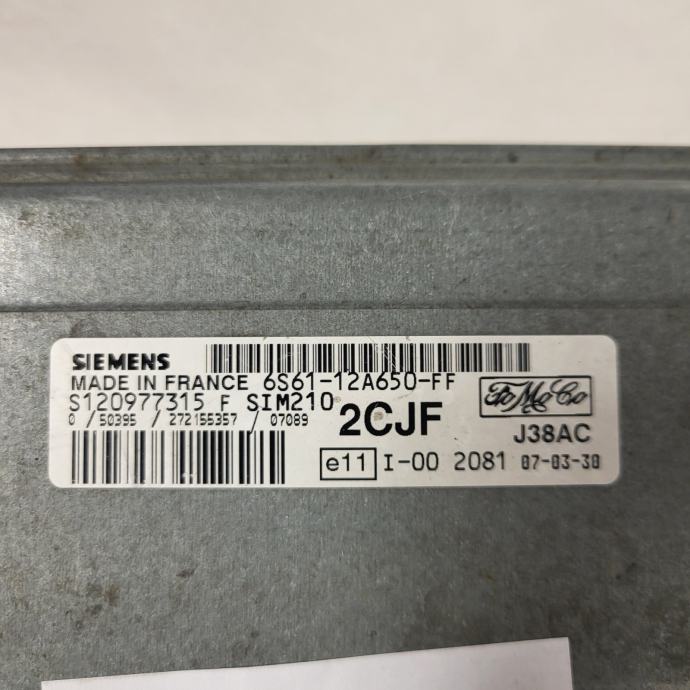 SIEMENS
MADE IN FRANCE 6S61-12A650-FF
S120977315 F SIM210
0 / 50395 / 272155357 / 07089
2CJF
FoMoCo
J38AC
e11 I-00 2081 07-03-30